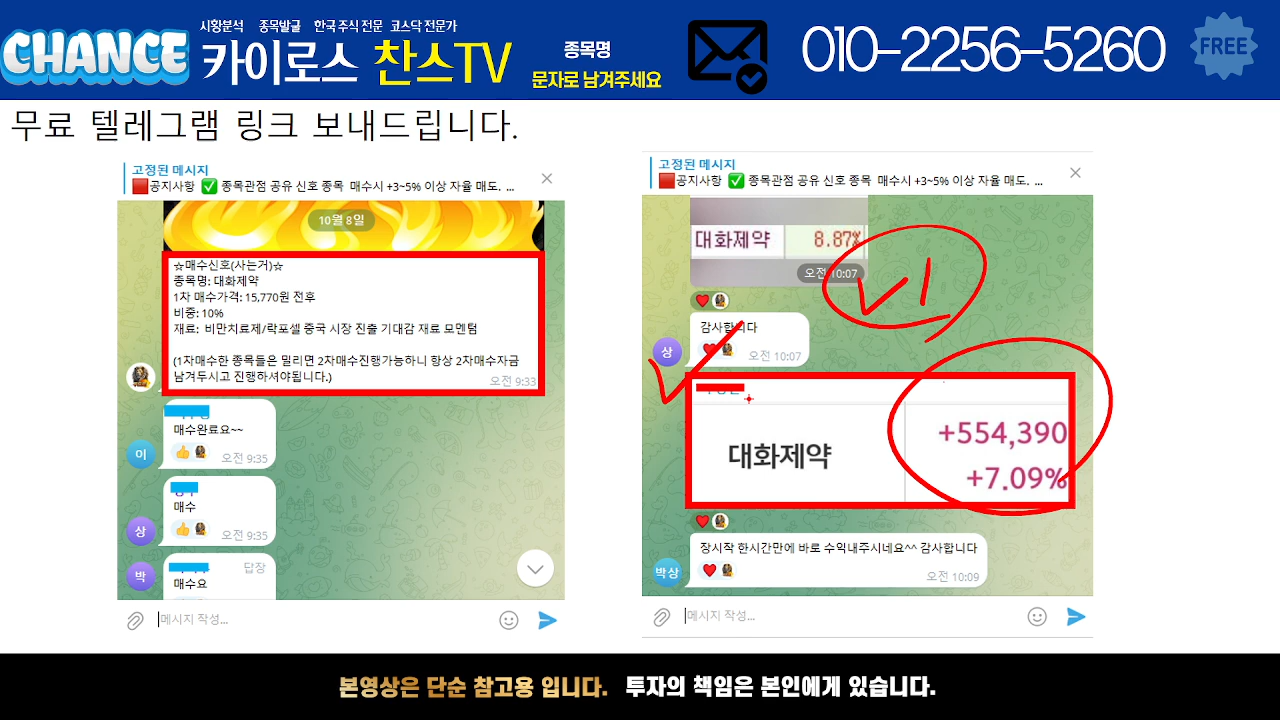 CHANCE
시황분석 종목발굴 한국 주식 전문 코스닥 전문가
카이로스 찬스TV
종목명
문자로 남겨주세요
010-2256-5260
FREE
무료 텔레그램 링크 보내드립니다.
고정된 메시지
공지사항 ✅ 종목관점 공유 신호 종목 매수시 +3~5% 이상 자율 매도. ...
10월 8일
☆매수신호(사는거)☆
종목명: 대화제약
1차 매수가격: 15,770원 전후
비중: 10%
재료: 비만치료제/락포셀 중국 시장 진출 기대감 재료 모멘텀
(1차매수한 종목들은 밀리면 2차매수진행가능하니 항상 2차매수자금
남겨두시고 진행하셔야됩니다.)
오전 9:33
매수완료요~~
이
오전 9:35
매수
상
오전 9:35
답장
박
매수요
메시지 작성...
고정된 메시지
공지사항 ✅ 종목관점 공유 신호 종목 매수시 +3~5% 이상 자율 매도. ...
대화제약 8.87%
오전 10:07
감사합니다
상
오전 10:07
+554,390
대화제약
+7.09%
장시작 한시간만에 바로 수익내주시네요^^ 감사합니다
박상
오전 10:09
메시지 작성...
본영상은 단순 참고용 입니다. 투자의 책임은 본인에게 있습니다.